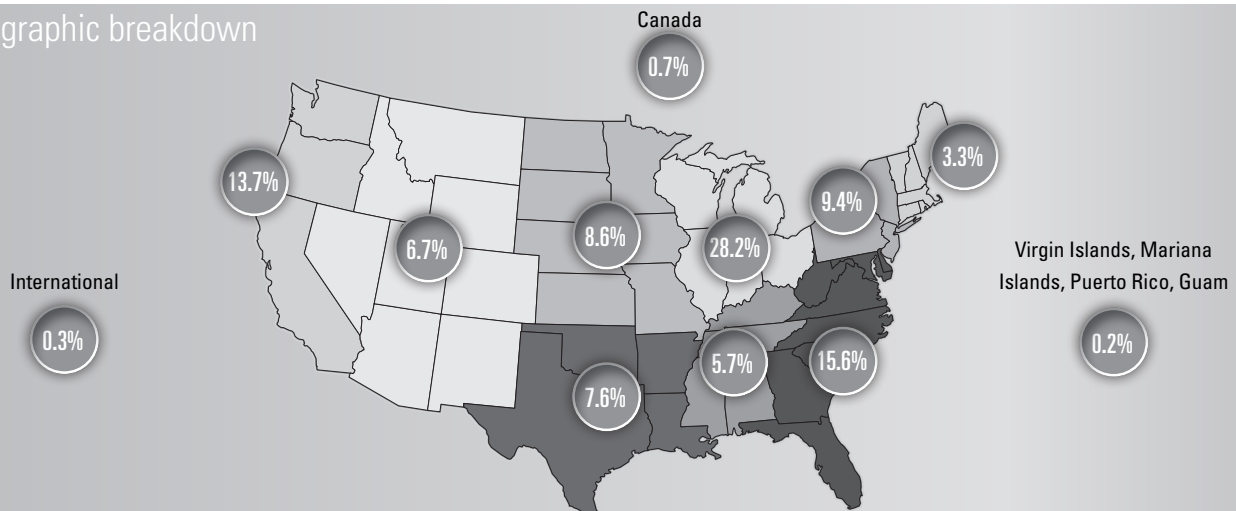 graphic breakdown
Canada
0.7%
3.3%
13.7%
9.4%
8.6%
28.2%
6.7%
Virgin Islands, Mariana
Islands, Puerto Rico, Guam
International
0.3%
0.2%
5.7%
15.6%
7.6%